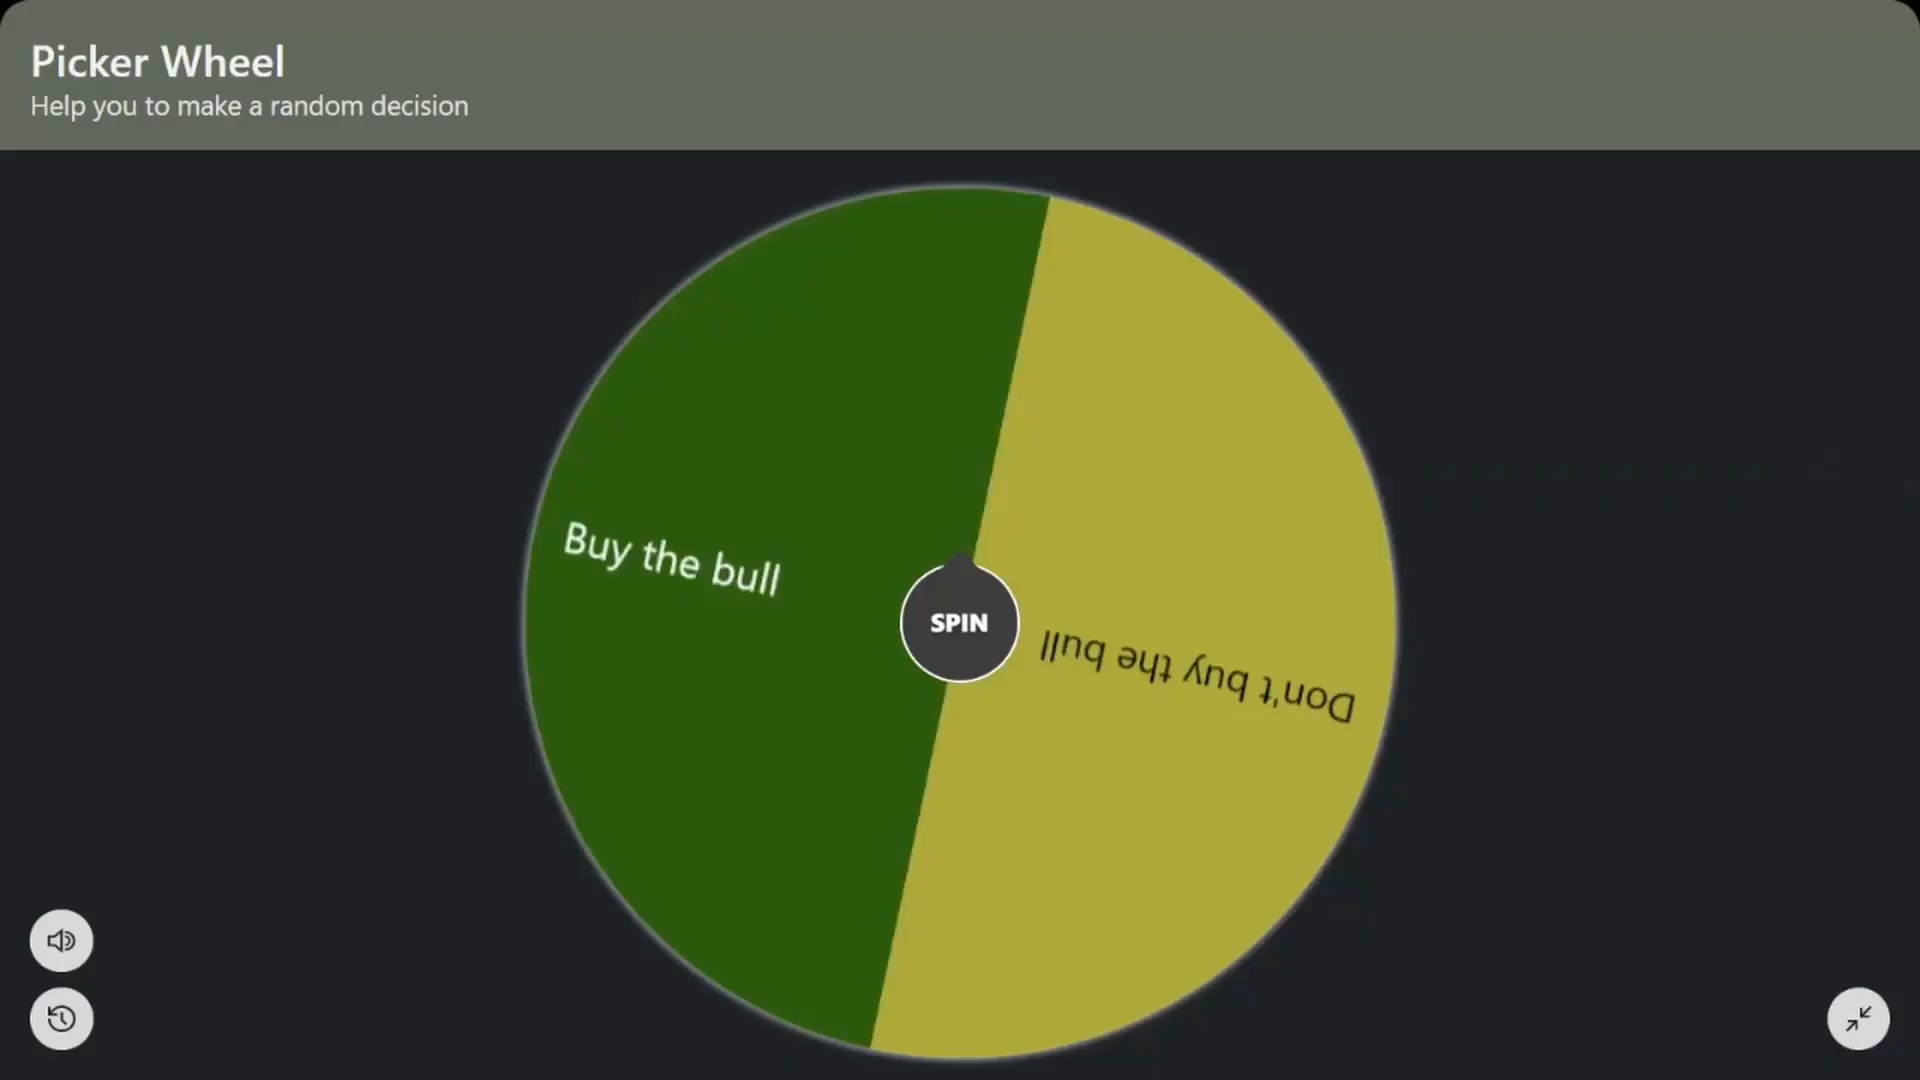 Picker Wheel
Help you to make a random decision
Buy the bull
SPIN
Don't buy the bull